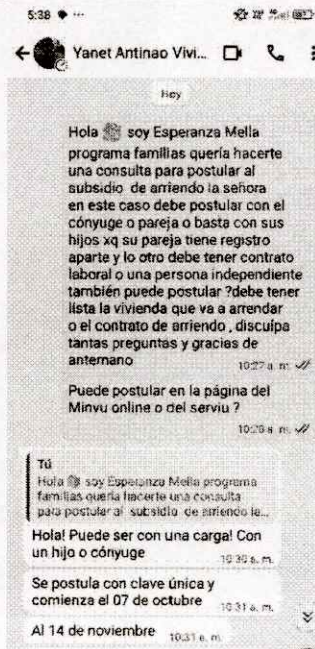 5:38
Yanet Antinao Vivi...
Hoy
Hola soy Esperanza Mella
programa familias quería hacerte
una consulta para postular al
subsidio de arriendo la señora
en este caso debe postular con el
cónyuge o pareja o basta con sus
hijos xq su pareja tiene registro
aparte y lo otro debe tener contrato
laboral o una persona independiente
también puede postular ?debe tener
lista la vivienda que va a arrendar
o el contrato de arriendo , disculpa
tantas preguntas y gracias de
antemano
10:27 a. m.
Puede postular en la página del
Minvu online o del serviu ?
10:28 a. m.
Tú
Hola soy Esperanza Mella programa
familias quería hacerte una consulta
para postular al subsidio de arriendo la...
Hola! Puede ser con una carga! Con
un hijo o cónyuge
10:30 a. m.
Se postula con clave única y
comienza el 07 de octubre
10:31 a. m.
Al 14 de noviembre
10:31 a. m.